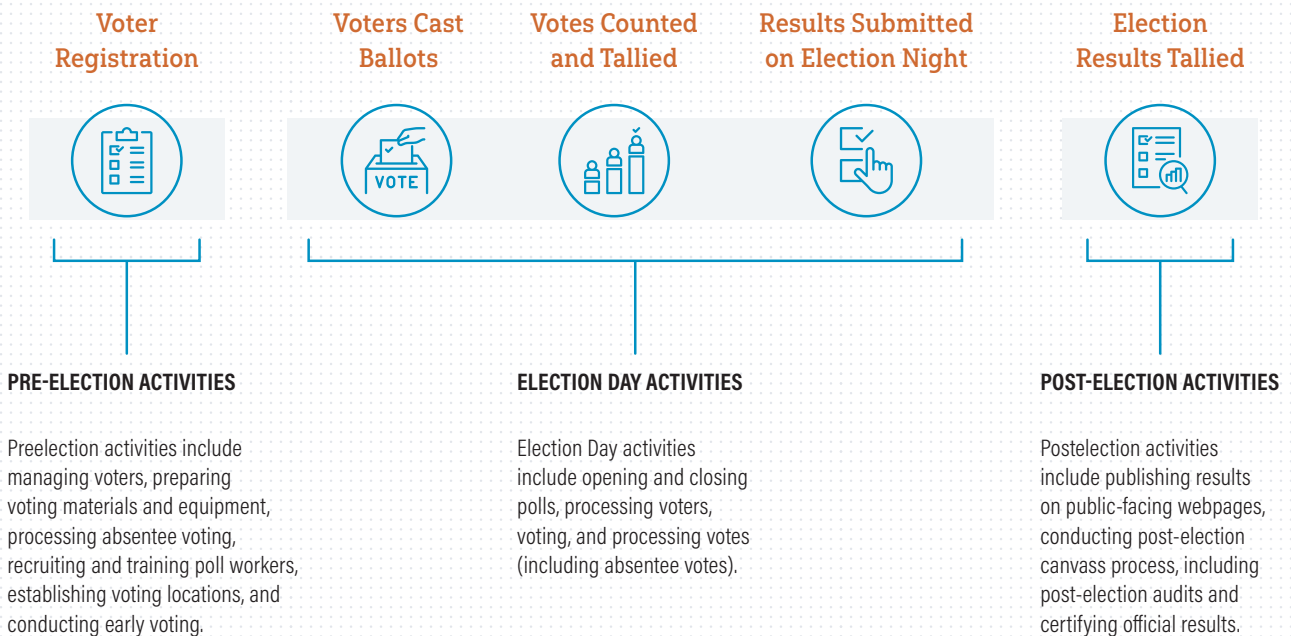 Voter
Registration
Voters Cast
Ballots
Votes Counted
and Tallied
Results Submitted
on Election Night
Election
Results Tallied
VOTE
PRE-ELECTION ACTIVITIES
Preelection activities include
managing voters, preparing
voting materials and equipment,
processing absentee voting,
recruiting and training poll workers,
establishing voting locations, and
conducting early voting.
ELECTION DAY ACTIVITIES
Election Day activities
include opening and closing
polls, processing voters,
voting, and processing votes
(including absentee votes).
POST-ELECTION ACTIVITIES
Postelection activities
include publishing results
on public-facing webpages,
conducting post-election
canvass process, including
post-election audits and
certifying official results.